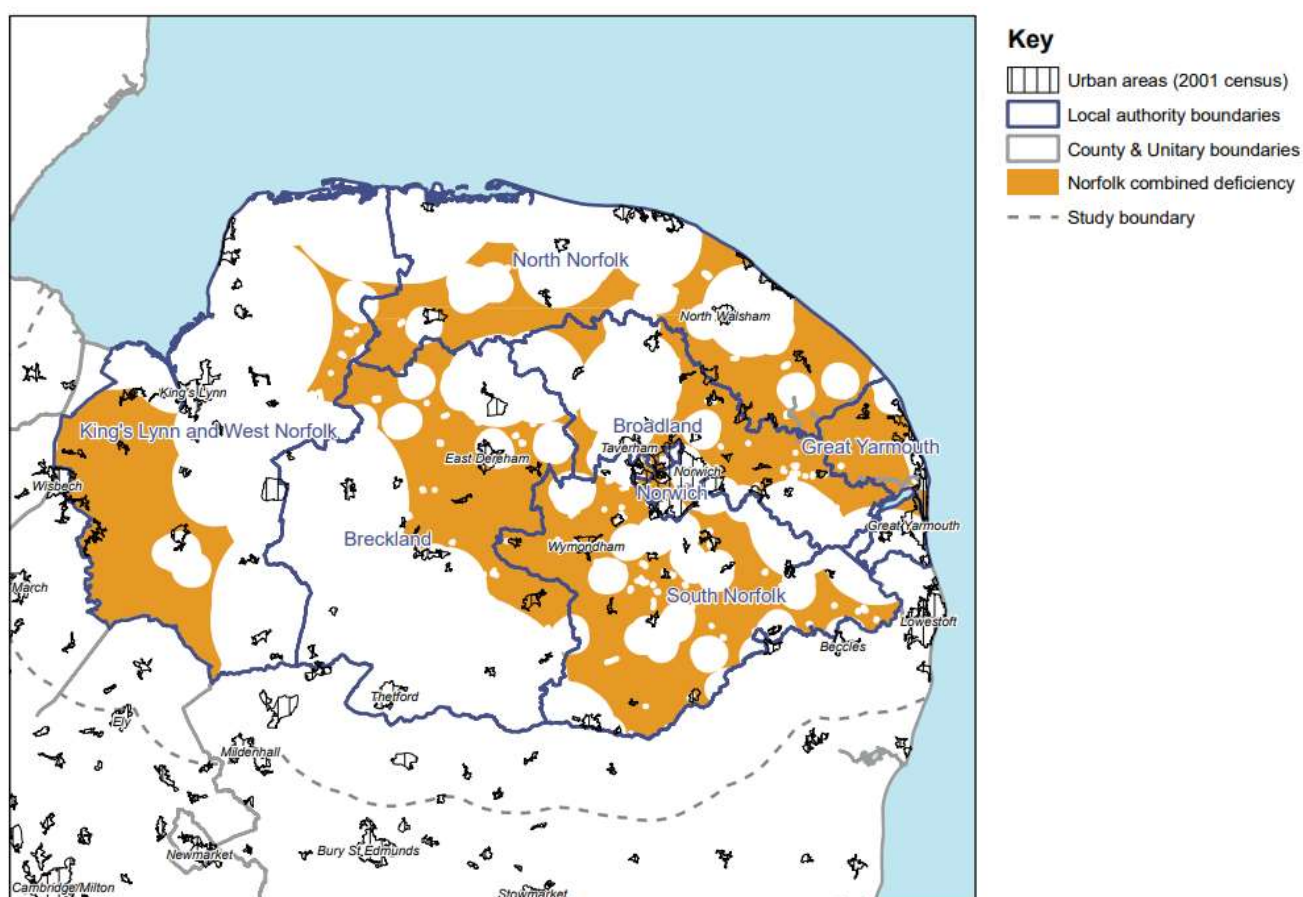 Key
Urban areas (2001 census)
Local authority boundaries
County & Unitary boundaries
Norfolk combined deficiency
Study boundary
North Norfolk
North Walsham
King's Lynn
King's Lynn and West Norfolk
Broadland
Taverham
Great Yarmouth
East Dereham
Norwich
Wisbech
Norwich
Great Yarmouth
Breckland
Wymondham
March
South Norfolk
Lowestoft
Beccles
Thetford
Ely
Mildenhall
Newmarket
Bury St Edmunds
Cambridge/Milton
Stowmarket